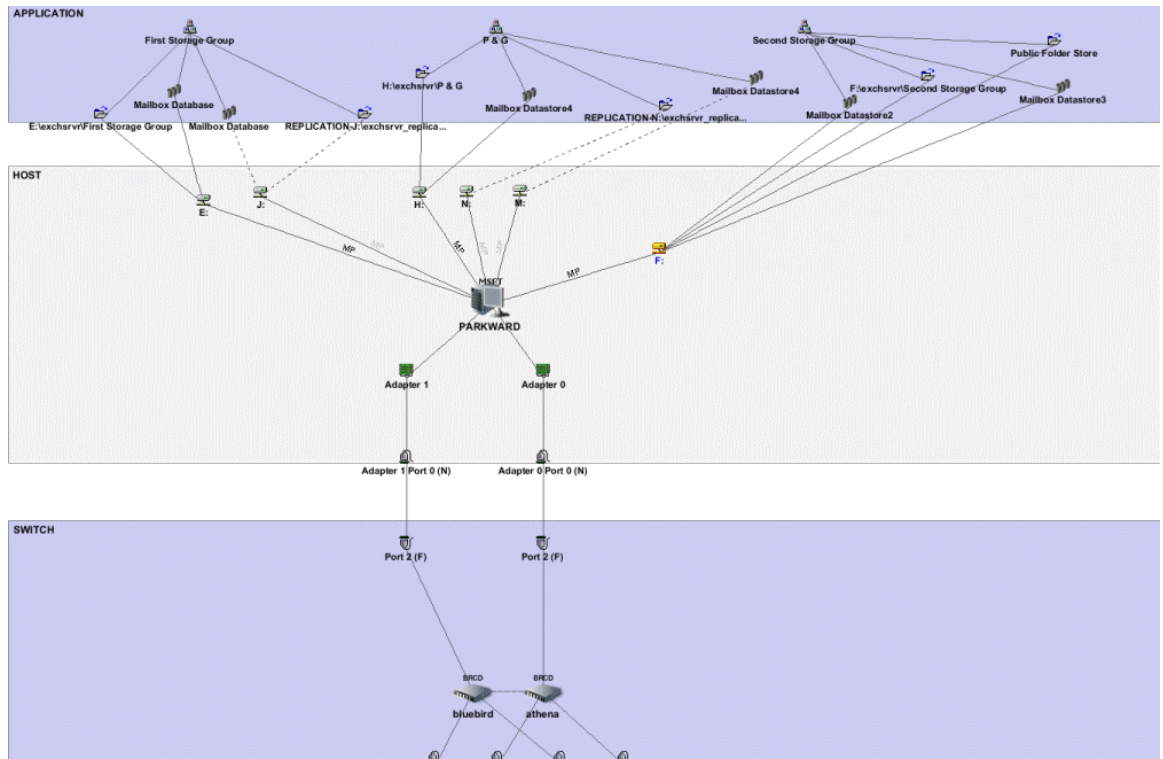 APPLICATION
First Storage Group
P & G
Second Storage Group
Public Folder Store
H:\exchsrvr\P & G
F:\exchsrvr\Second Storage Group
Mailbox Database
Mailbox Datastore4
Mailbox Datastore4
Mailbox Datastore3
E:\exchsrvr\First Storage Group
Mailbox Database
REPLICATION-J:\exchsrvr_replica...
REPLICATION-N:\exchsrvr_replica...
Mailbox Datastore2
HOST
E:
J:
H:
N:
M:
F:
MP
MP
MP
MP
MP
MP
MSFT
PARKWARD
Adapter 1
Adapter 0
Adapter 1 Port 0 (N)
Adapter 0 Port 0 (N)
SWITCH
Port 2 (F)
Port 2 (F)
BRCD
BRCD
bluebird
athena